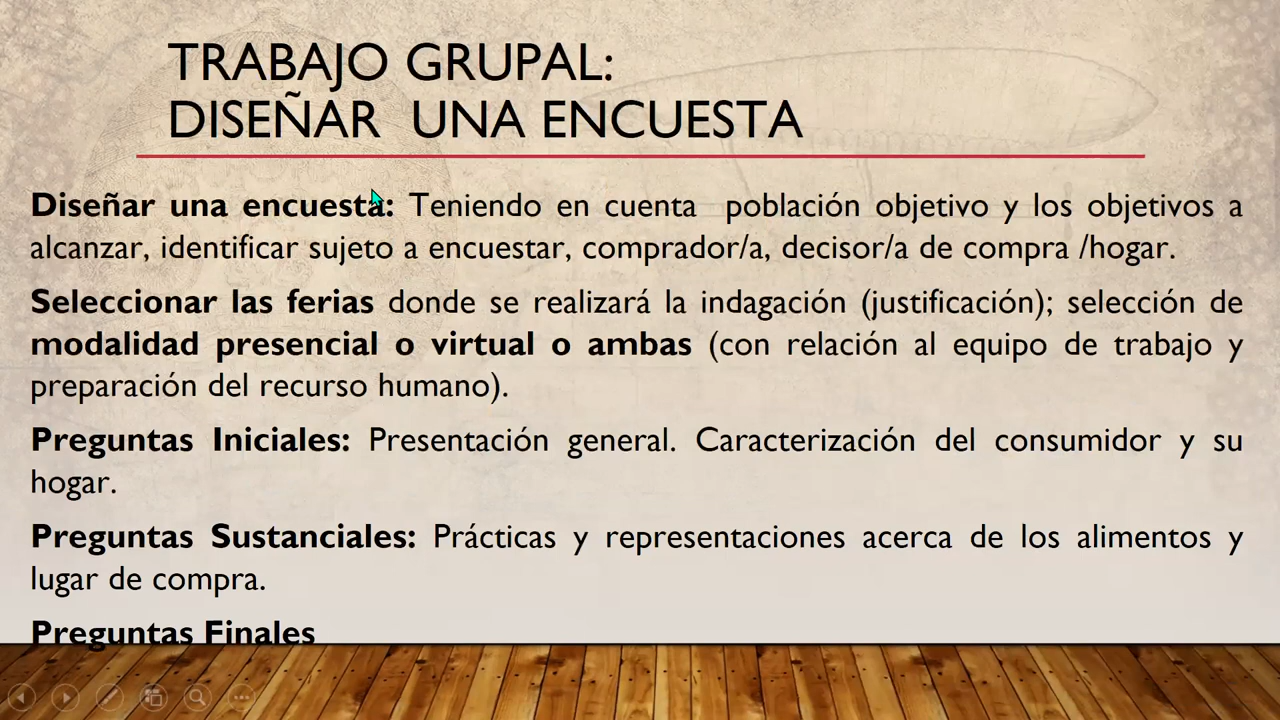 TRABAJO GRUPAL:
DISEÑAR UNA ENCUESTA
Diseñar una encuesta: Teniendo en cuenta población objetivo y los objetivos a
alcanzar, identificar sujeto a encuestar, comprador/a, decisor/a de compra /hogar.
Seleccionar las ferias donde se realizará la indagación (justificación); selección de
modalidad presencial o virtual o ambas (con relación al equipo de trabajo y
preparación del recurso humano).
Preguntas Iniciales: Presentación general. Caracterización del consumidor y su
hogar.
Preguntas Sustanciales: Prácticas y representaciones acerca de los alimentos y
lugar de compra.
Preguntas Finales